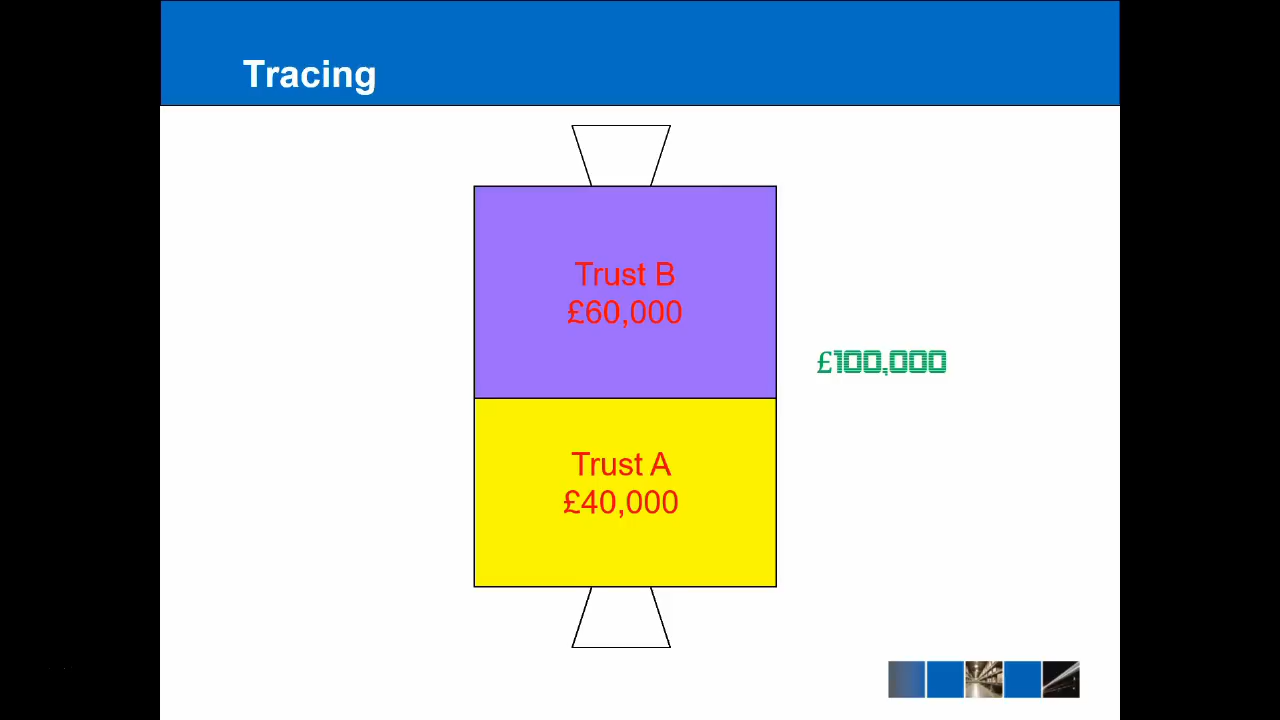 Tracing
Trust B
£60,000
£100,000
Trust A
£40,000